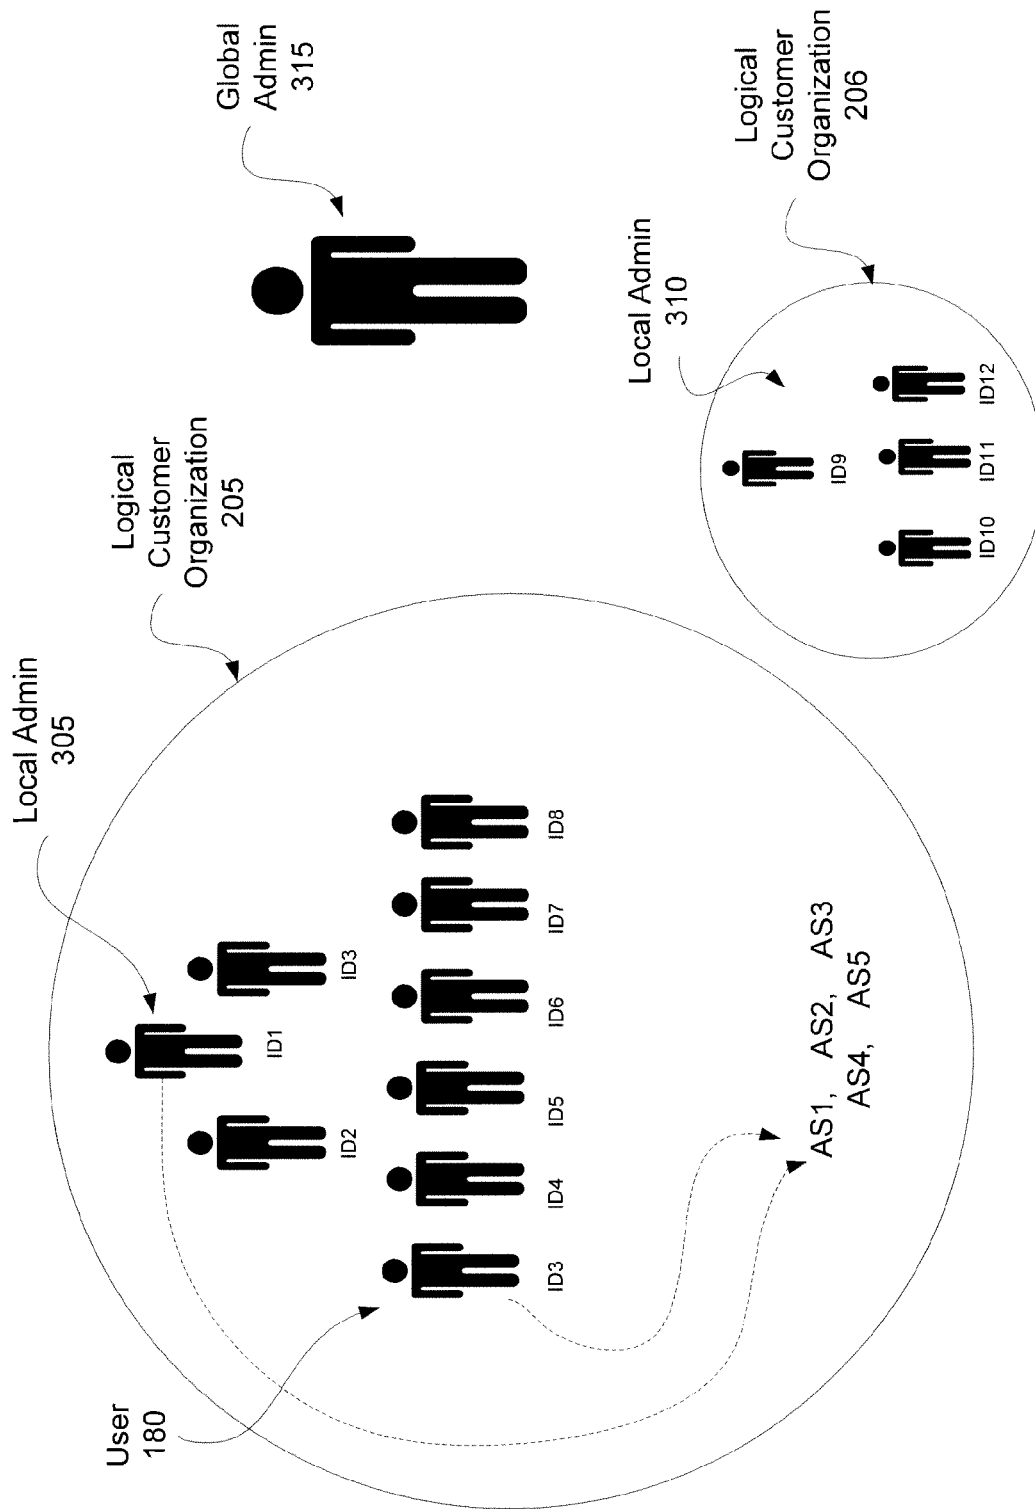 Local Admin
305
Logical
Customer
Organization
205
Global
Admin
315
User
180
ID1
ID2
ID3
ID3
ID4
ID5
ID6
ID7
ID8
AS1, AS2, AS3
AS4, AS5
Local Admin
310
Logical
Customer
Organization
206
ID9
ID10
ID11
ID12